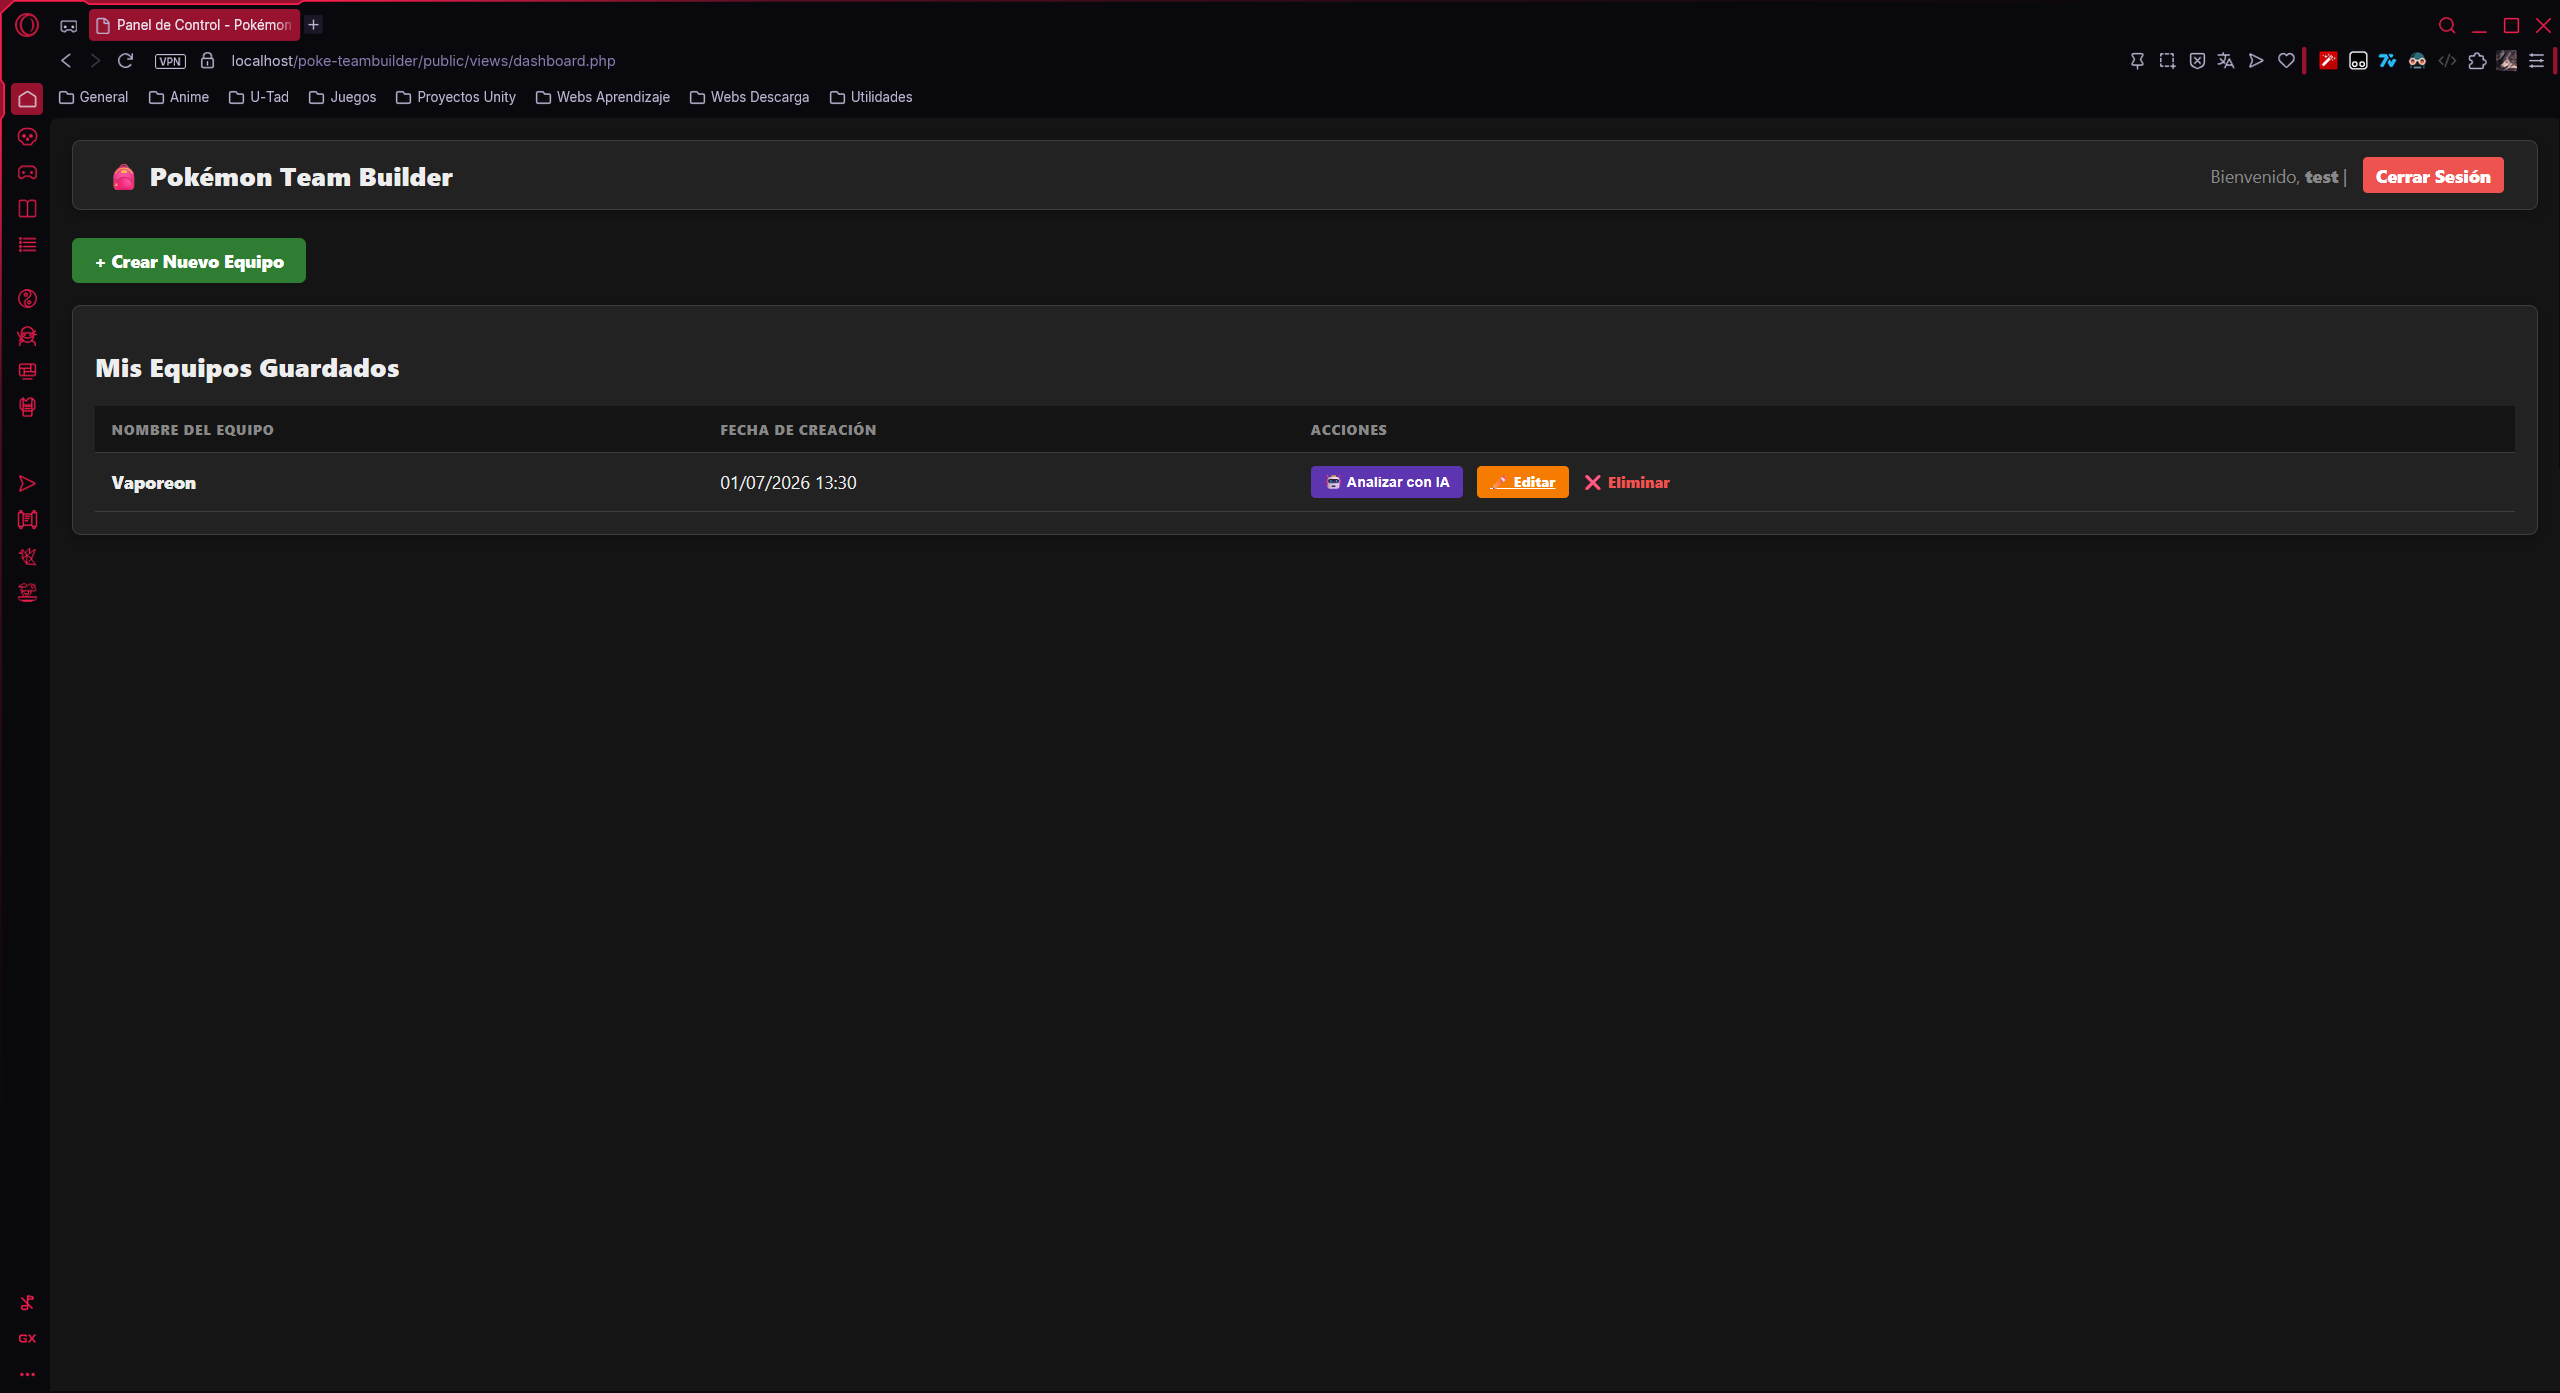 Panel de Control - Pokémon
VPN
localhost/poke-teambuilder/public/views/dashboard.php
General
Anime
U-Tad
Juegos
Proyectos Unity
Webs Aprendizaje
Webs Descarga
Utilidades
Pokémon Team Builder
Bienvenido, test |
Cerrar Sesión
+ Crear Nuevo Equipo
Mis Equipos Guardados
NOMBRE DEL EQUIPO
FECHA DE CREACIÓN
ACCIONES
Vaporeon
01/07/2026 13:30
Analizar con IA
Editar
Eliminar
GX